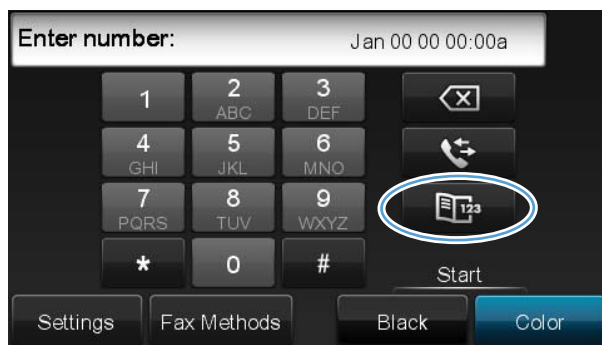 Enter number: Jan 00 00 00:00a
1 2 3
ABC DEF
4 5 6
GHI JKL MNO
7 8 9 123
PQRS TUV WXYZ
* 0 # Start
Settings Fax Methods Black Color